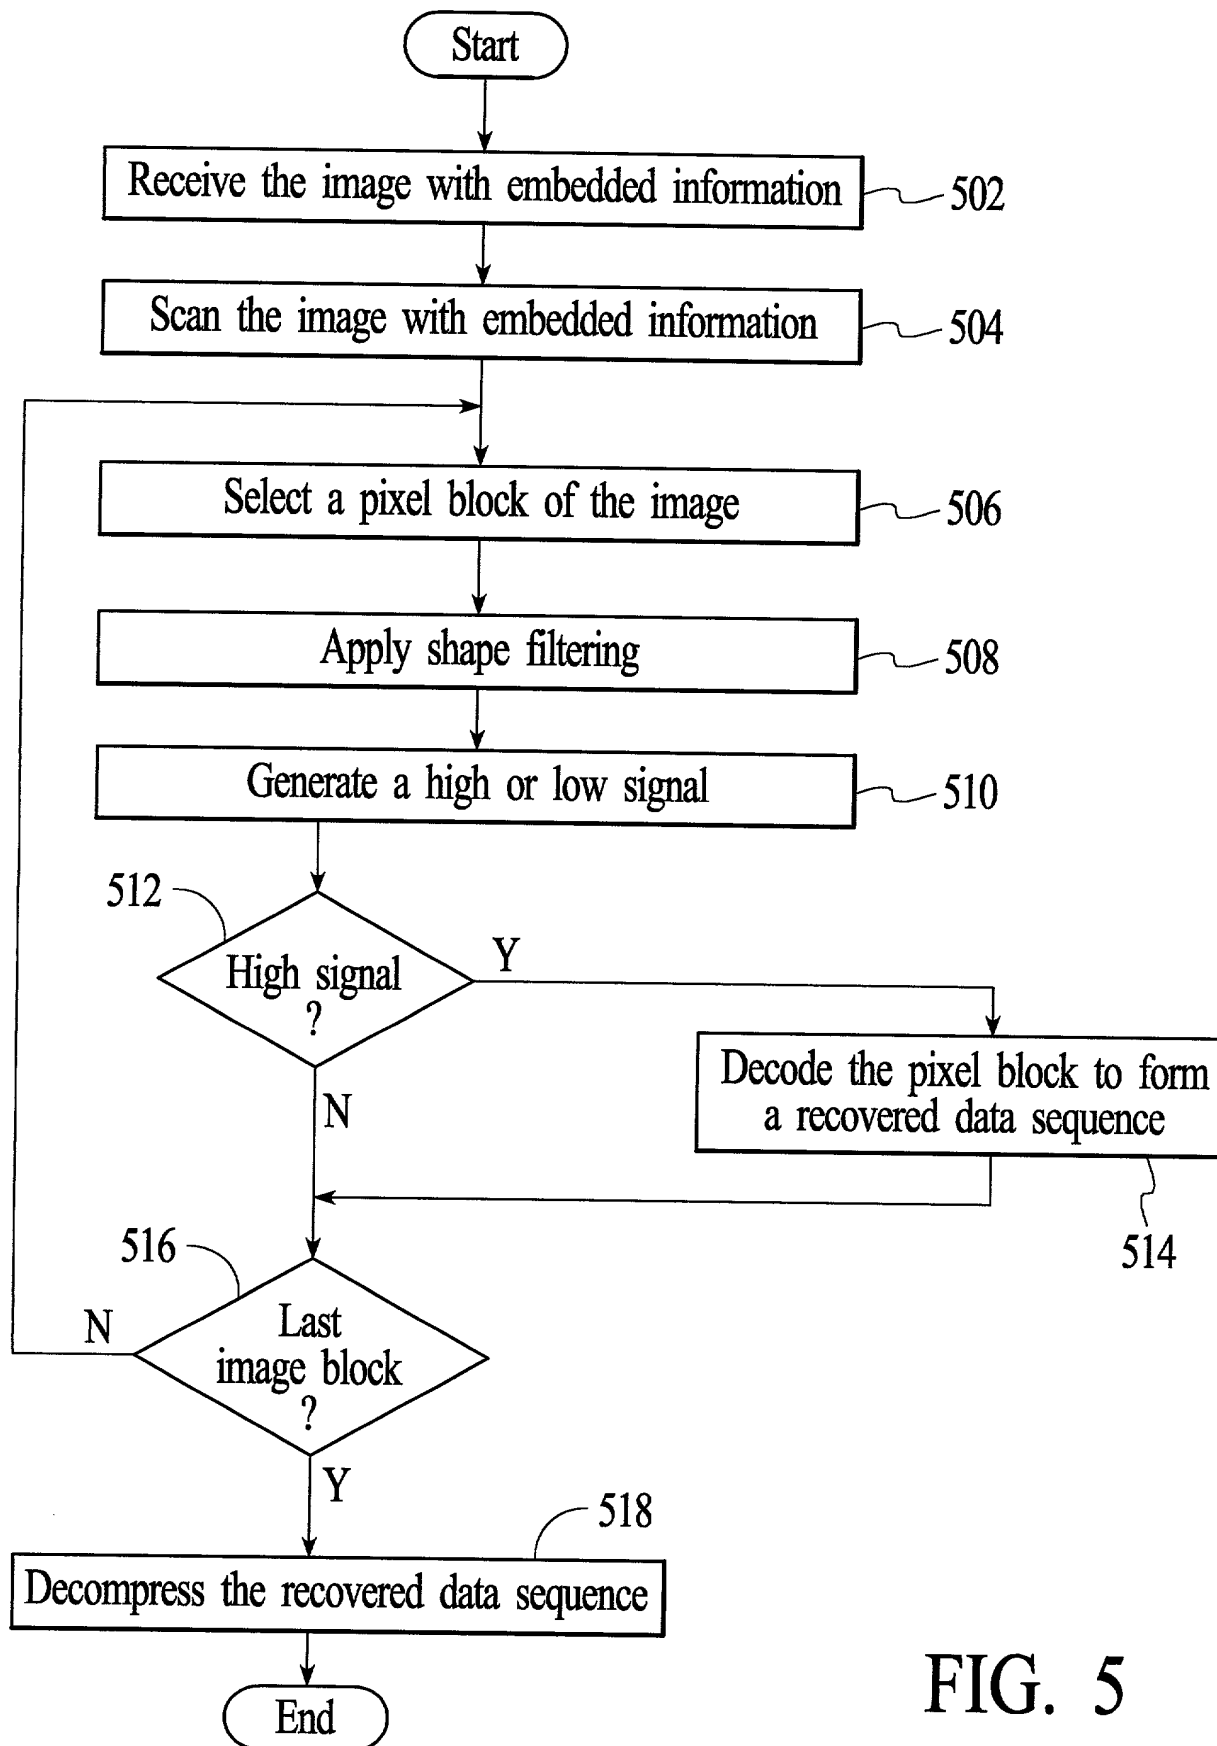 Start
Receive the image with embedded information
502
Scan the image with embedded information
504
Select a pixel block of the image
506
Apply shape filtering
508
Generate a high or low signal
510
512
High signal
?
Y
N
Decode the pixel block to form
a recovered data sequence
514
516
Last
image block
?
N
Y
518
Decompress the recovered data sequence
End
FIG. 5